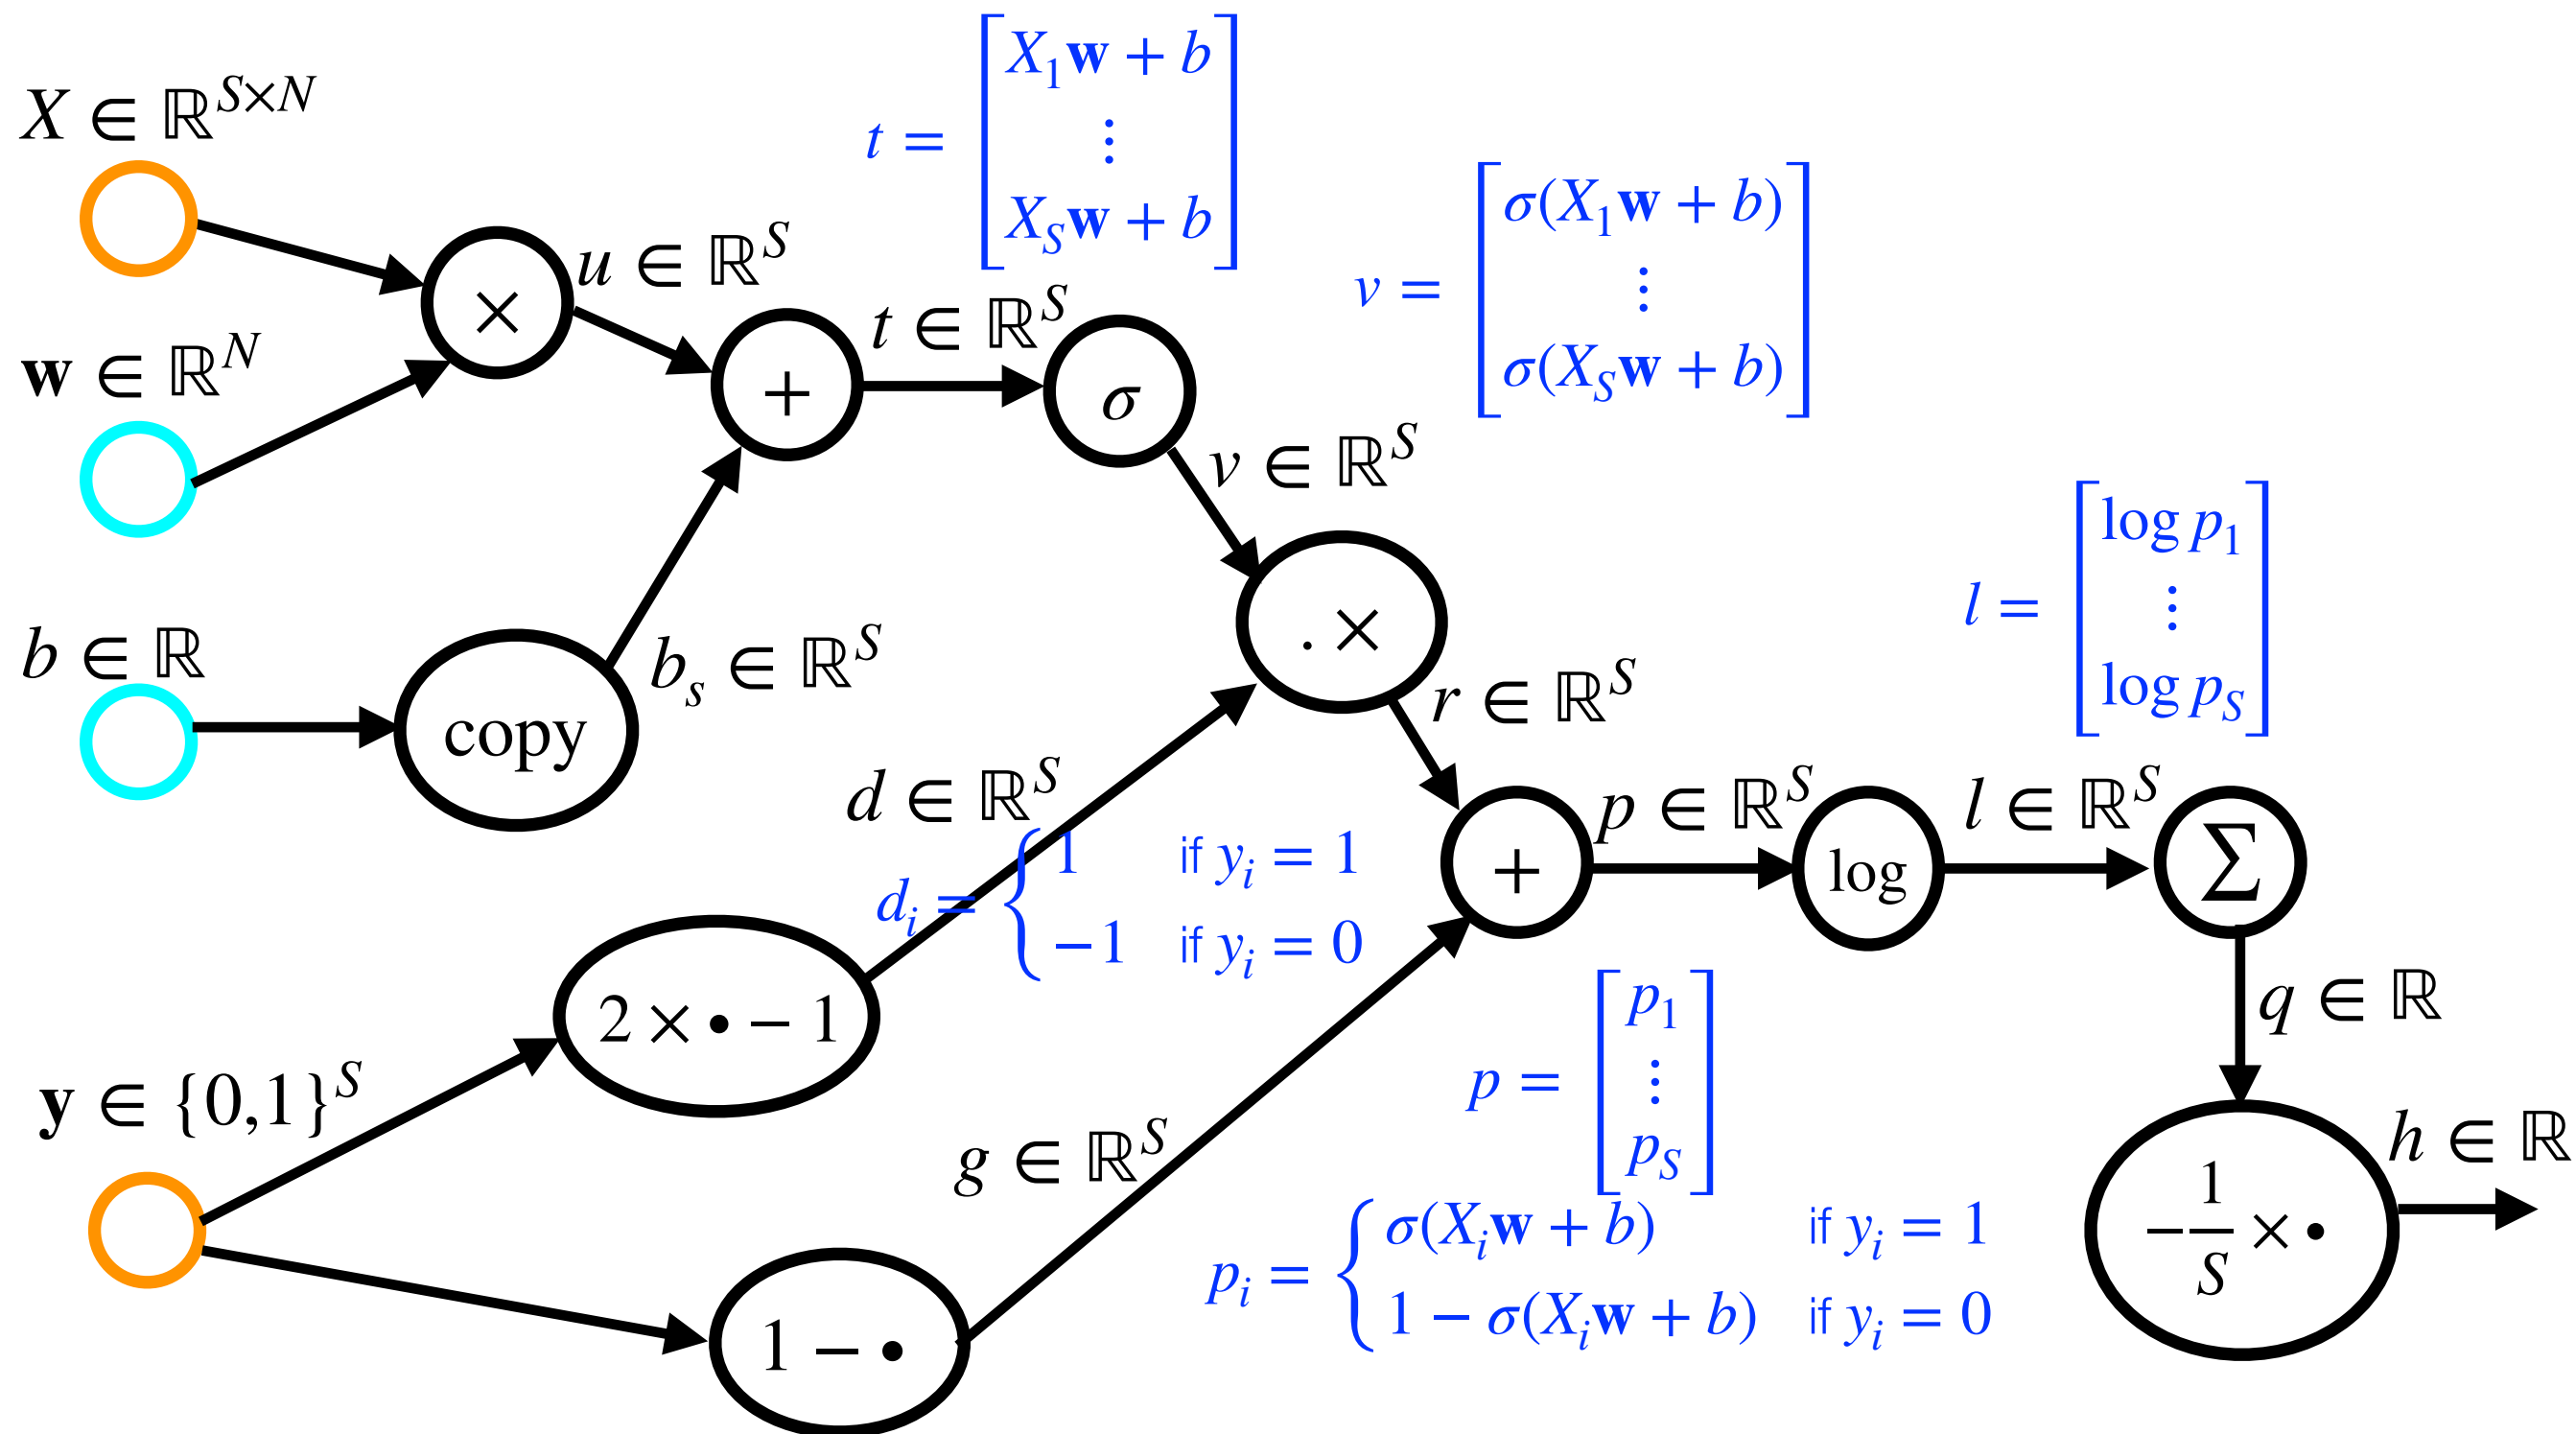 X ∈ ℝ^{S×N}
w ∈ ℝ^N
b ∈ ℝ
y ∈ {0,1}^S
×
u ∈ ℝ^S
copy
b_s ∈ ℝ^S
+
t ∈ ℝ^S
t = [X_1w + b ⋮ X_Sw + b]
σ
v ∈ ℝ^S
v = [σ(X_1w + b) ⋮ σ(X_Sw + b)]
2 × • − 1
d ∈ ℝ^S
d_i = { 1 if y_i = 1
−1 if y_i = 0
1 − •
g ∈ ℝ^S
. ×
r ∈ ℝ^S
+
p ∈ ℝ^S
p = [p_1 ⋮ p_S]
p_i = { σ(X_iw + b) if y_i = 1
1 − σ(X_iw + b) if y_i = 0
log
l ∈ ℝ^S
l = [log p_1 ⋮ log p_S]
Σ
q ∈ ℝ
−1/S × •
h ∈ ℝ